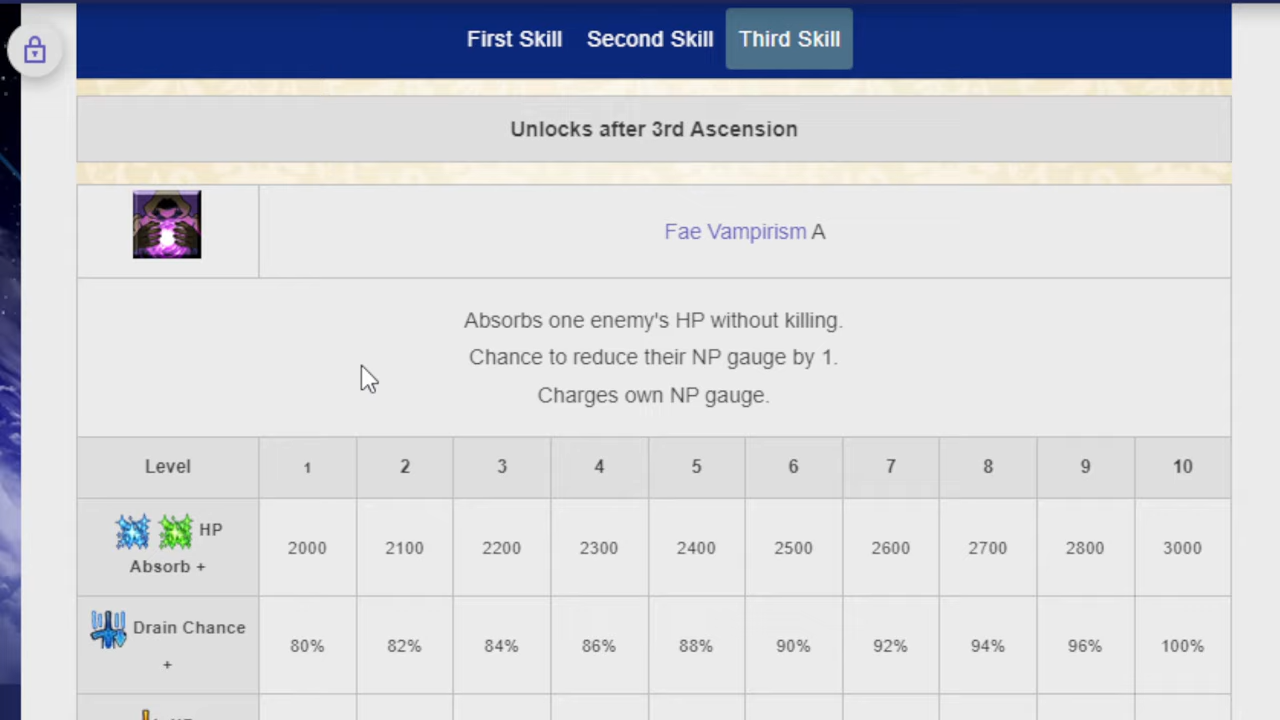 First Skill Second Skill Third Skill
Unlocks after 3rd Ascension
Fae Vampirism A
Absorbs one enemy's HP without killing.
Chance to reduce their NP gauge by 1.
Charges own NP gauge.
Level 1 2 3 4 5 6 7 8 9 10
HP
Absorb + 2000 2100 2200 2300 2400 2500 2600 2700 2800 3000
Drain Chance
+ 80% 82% 84% 86% 88% 90% 92% 94% 96% 100%